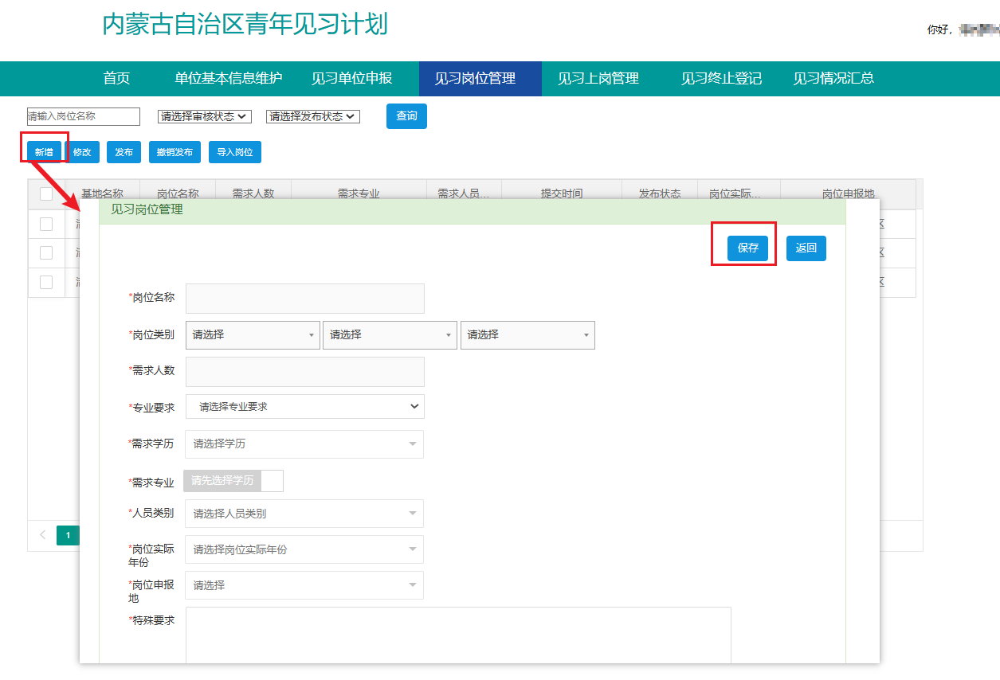 内蒙古自治区青年见习计划
你好，
首页 单位基本信息维护 见习单位申报 见习岗位管理 见习上岗管理 见习终止登记 见习情况汇总
请输入岗位名称 请选择审核状态 请选择发布状态 查询
新增 修改 发布 撤销发布 导入岗位
基地名称 岗位名称 需求人数 需求专业 需求人员... 提交时间 发布状态 岗位实际... 岗位申报地
见习岗位管理
区
保存 返回
区
区
*岗位名称
*岗位类别 请选择 请选择 请选择
*需求人数
*专业要求 请选择专业要求
*需求学历 请选择学历
*需求专业 请先选择学历
*人员类别 请选择人员类别
1
*岗位实际年份 请选择岗位实际年份
*岗位申报地 请选择
*特殊要求